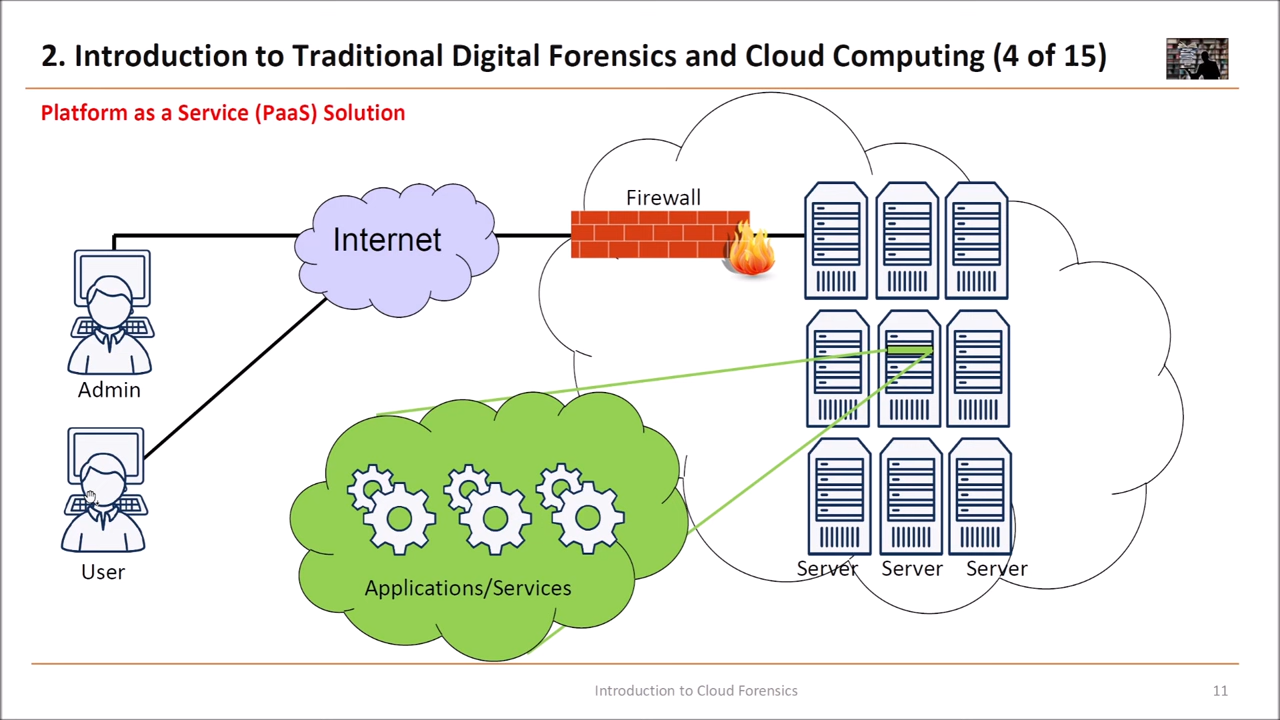 2. Introduction to Traditional Digital Forensics and Cloud Computing (4 of 15)
Platform as a Service (PaaS) Solution
Firewall
Internet
Admin
User
Applications/Services
Server Server Server
Introduction to Cloud Forensics
11